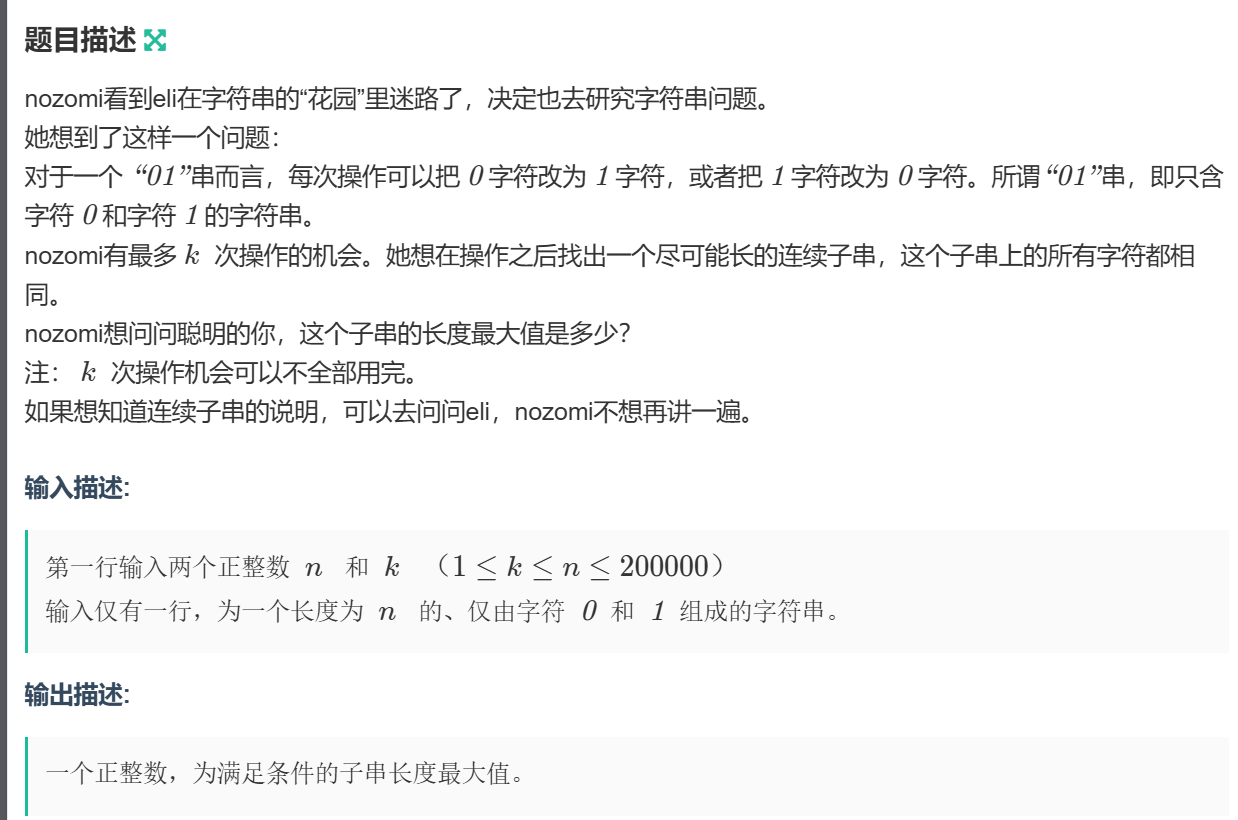 题目描述
nozomi看到eli在字符串的“花园”里迷路了，决定也去研究字符串问题。
她想到了这样一个问题：
对于一个 “01”串而言，每次操作可以把 0 字符改为 1 字符，或者把 1 字符改为 0 字符。所谓“01”串，即只含
字符 0 和字符 1 的字符串。
nozomi有最多 k 次操作的机会。她想在操作之后找出一个尽可能长的连续子串，这个子串上的所有字符都相
同。
nozomi想问问聪明的你，这个子串的长度最大值是多少？
注： k 次操作机会可以不全部用完。
如果想知道连续子串的说明，可以去问问eli，nozomi不想再讲一遍。
输入描述:
第一行输入两个正整数 n 和 k （1 ≤ k ≤ n ≤ 200000）
输入仅有一行，为一个长度为 n 的、仅由字符 0 和 1 组成的字符串。
输出描述:
一个正整数，为满足条件的子串长度最大值。